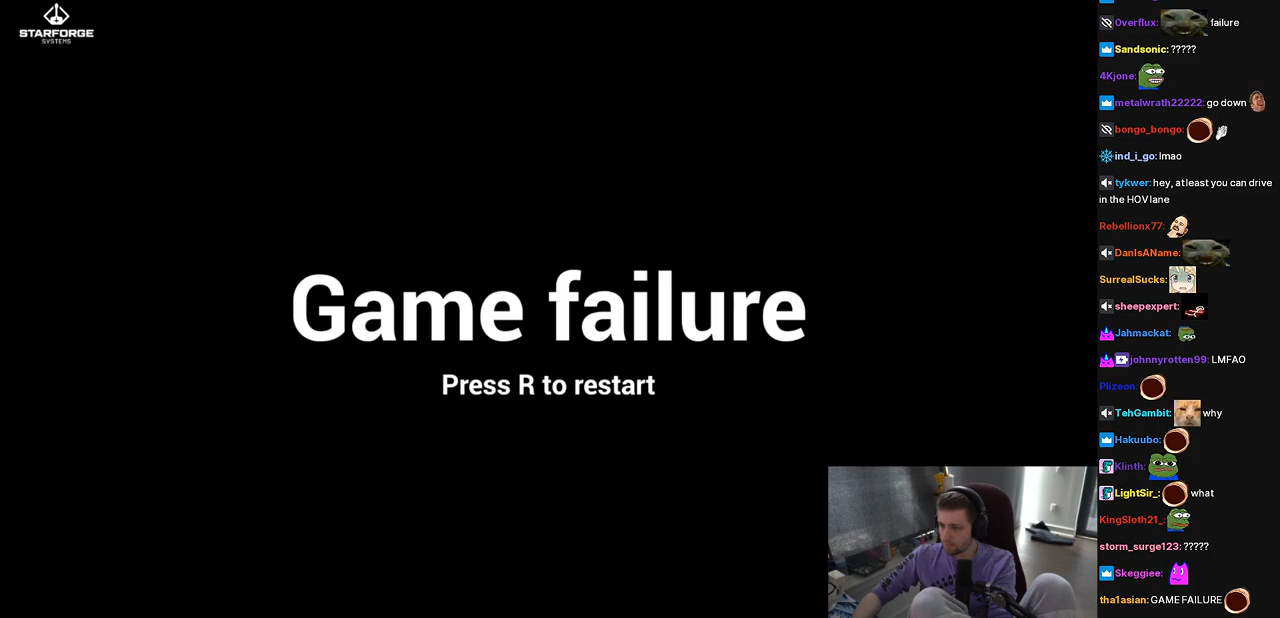 STARFORGE
SYSTEMS
Game failure
Press R to restart
0verflux: failure
Sandsonic: ?????
4Kjone:
metalwrath22222: go down
bongo_bongo:
ind_i_go: lmao
tykwer: hey, atleast you can drive
in the HOV lane
Rebellionx77:
DanIsAName:
SurrealSucks:
sheepexpert:
Jahmackat:
johnnyrotten99: LMFAO
Plizeon:
TehGambit: why
Hakuubo:
Klinth:
LightSir_: what
KingSloth21_:
storm_surge123: ?????
Skeggiee:
tha1asian: GAME FAILURE